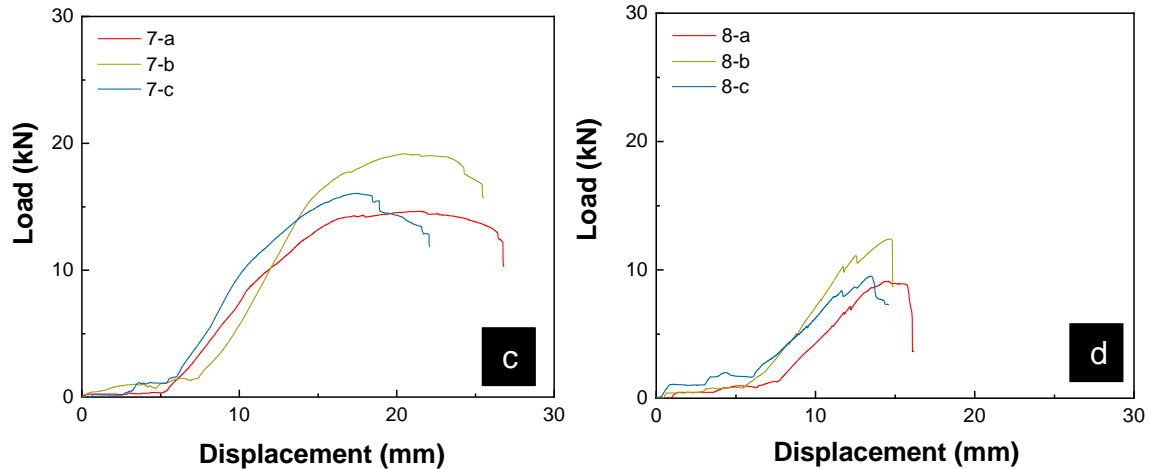 30
20
10
0
Load (kN)
7-a
7-b
7-c
c
0 10 20 30
Displacement (mm)
30
20
10
0
Load (kN)
8-a
8-b
8-c
d
0 10 20 30
Displacement (mm)